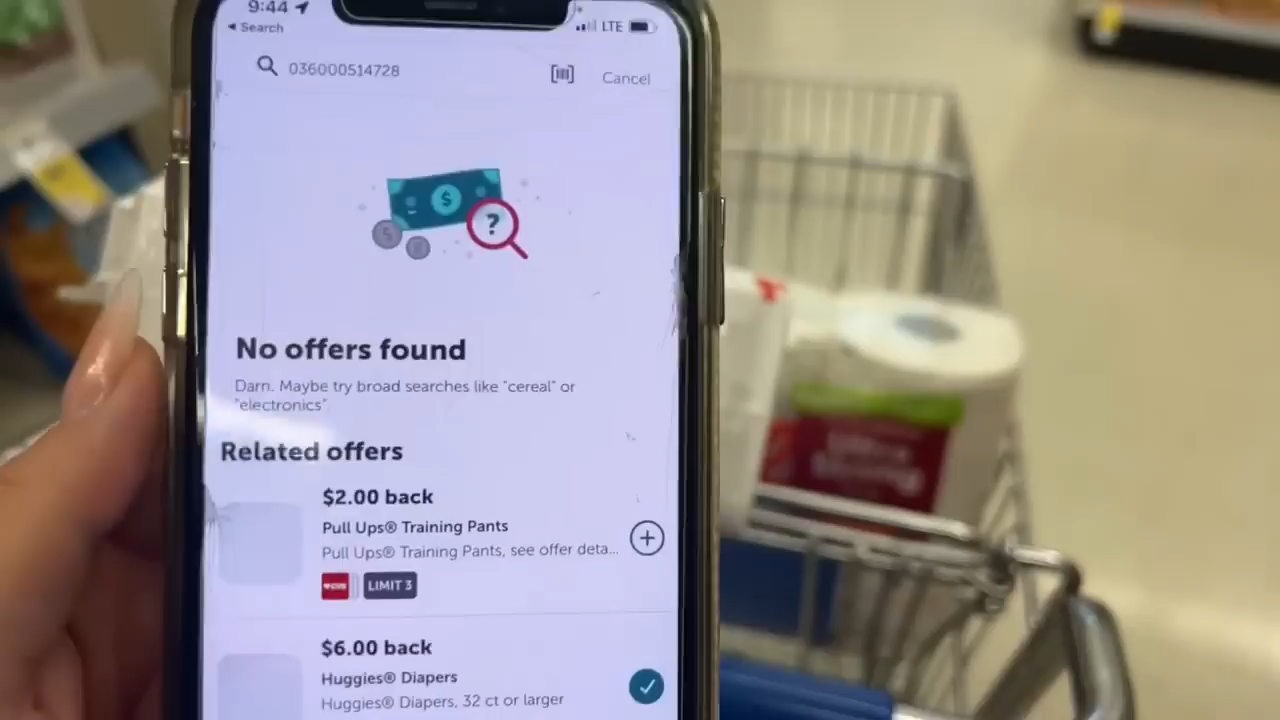 9:44
Search
LTE
036000514728
Cancel
$
?
No offers found
Darn. Maybe try broad searches like "cereal" or
"electronics"
Related offers
$2.00 back
Pull Ups® Training Pants
Pull Ups® Training Pants, see offer deta...
LIMIT 3
$6.00 back
Huggies® Diapers
Huggies® Diapers, 32 ct or larger
Ultra
Strong